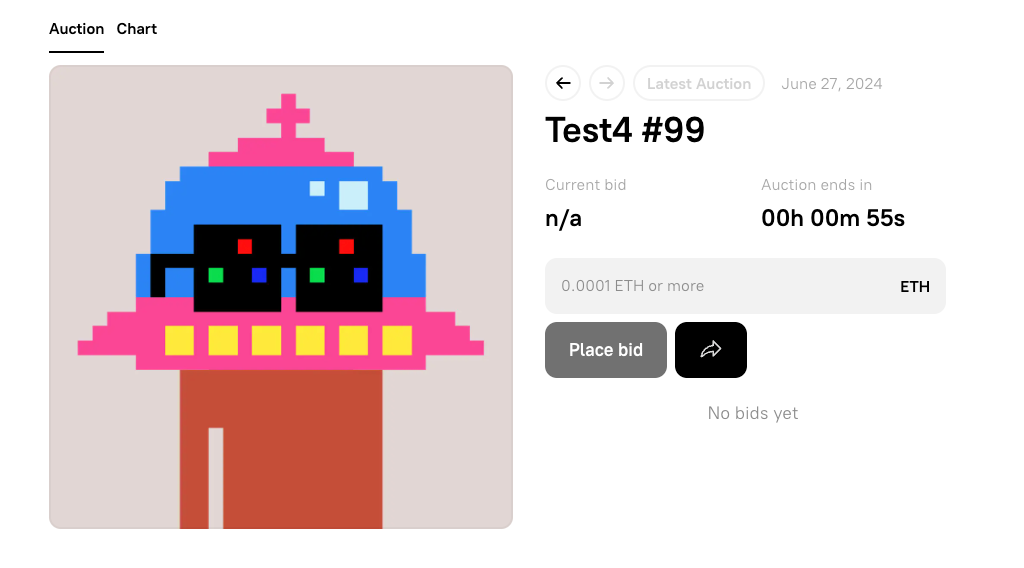 Auction Chart
Latest Auction June 27, 2024
Test4 #99
Current bid Auction ends in
n/a 00h 00m 55s
0.0001 ETH or more ETH
Place bid
No bids yet